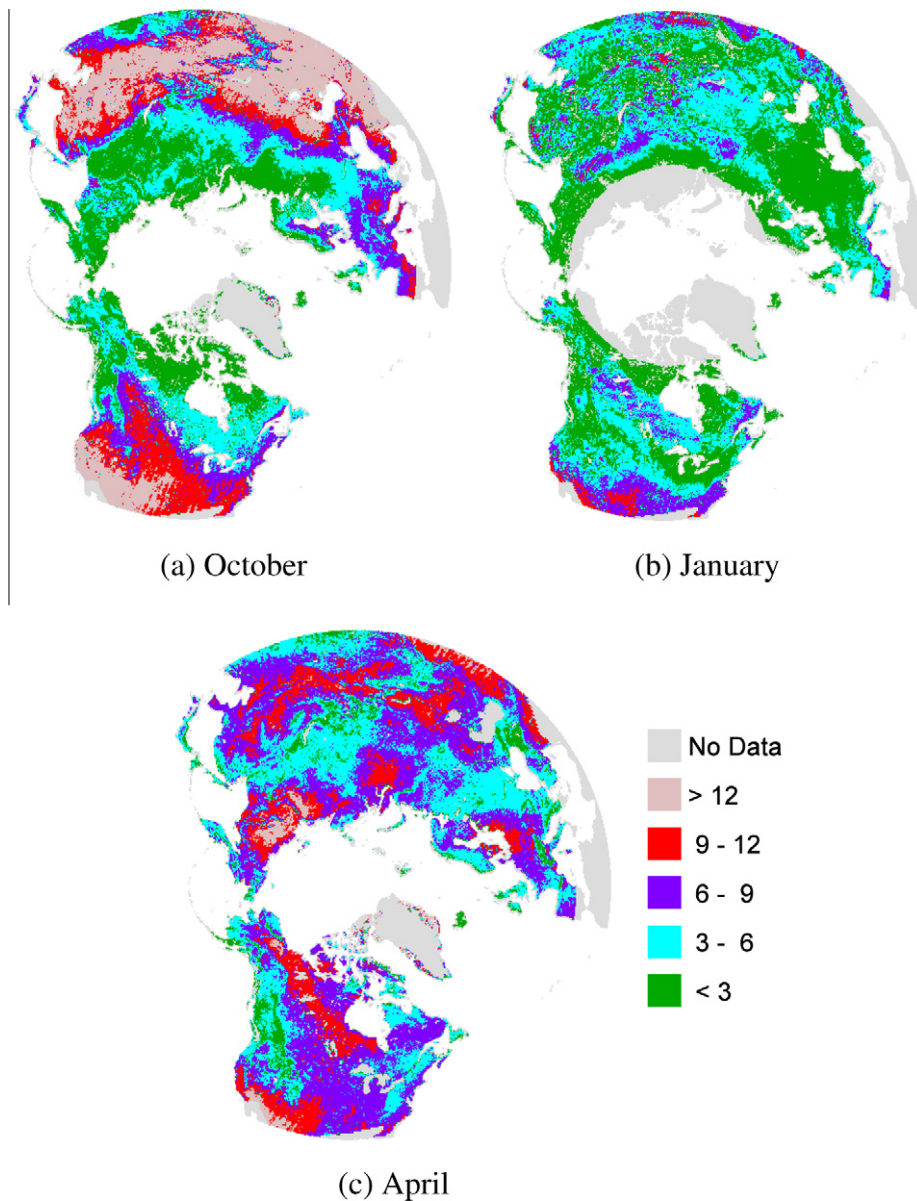 (a) October
(b) January
No Data
> 12
9 - 12
6 - 9
3 - 6
< 3
(c) April